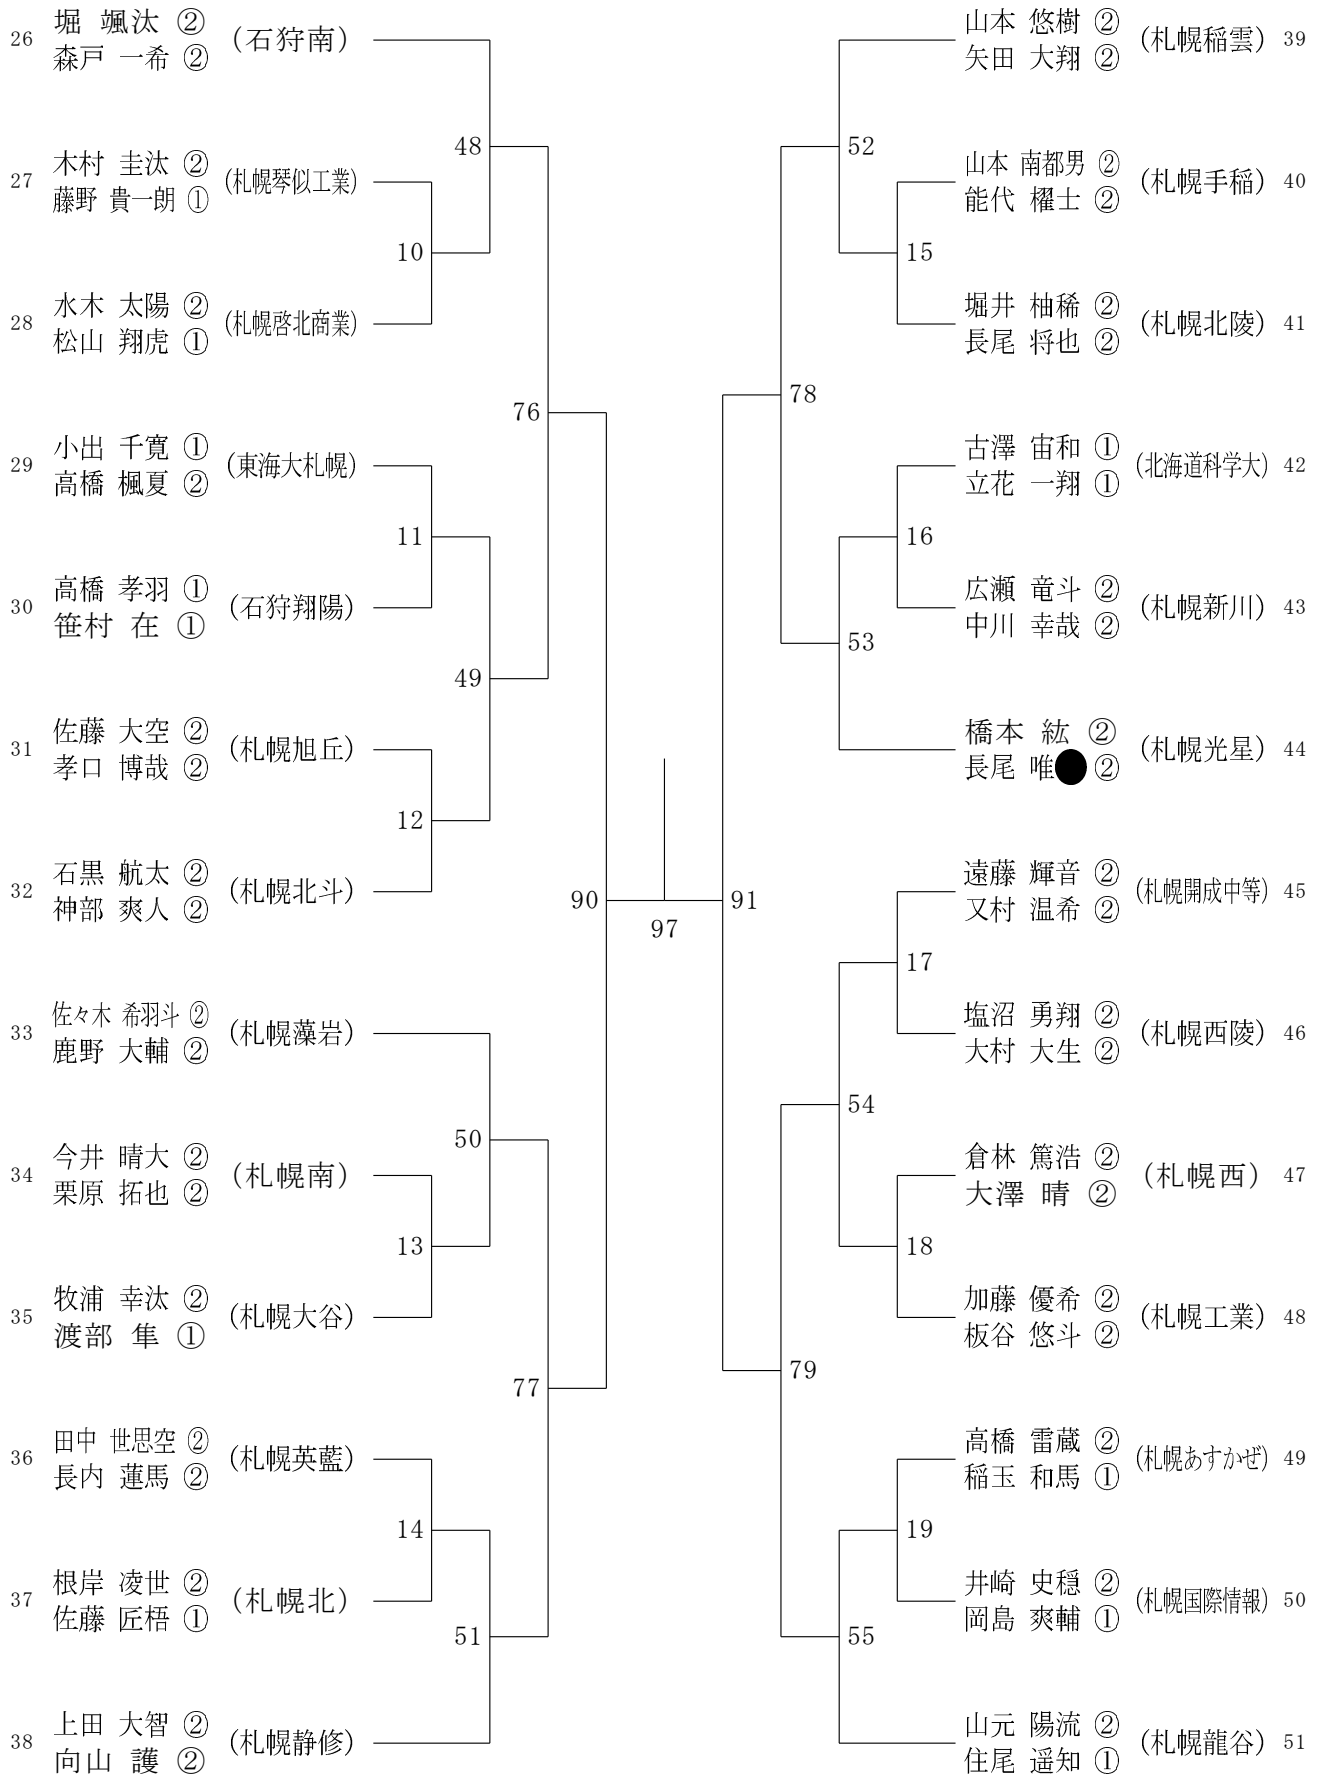 26 堀 颯汰 ② (石狩南)
森戸 一希 ②
48
27 木村 圭汰 ② (札幌琴似工業)
藤野 貴一朗 ①
10
28 水木 太陽 ② (札幌啓北商業)
松山 翔虎 ①
76
29 小出 千寛 ① (東海大札幌)
高橋 楓夏 ②
11
30 高橋 孝羽 ① (石狩翔陽)
笹村 在 ①
49
31 佐藤 大空 ② (札幌旭丘)
孝口 博哉 ②
12
32 石黒 航太 ② (札幌北斗)
神部 爽人 ②
90
33 佐々木 希羽斗 ② (札幌藻岩)
鹿野 大輔 ②
50
34 今井 晴大 ② (札幌南)
栗原 拓也 ②
13
35 牧浦 幸汰 ② (札幌大谷)
渡部 隼 ①
77
36 田中 世思空 ② (札幌英藍)
長内 蓮馬 ②
14
37 根岸 凌世 ② (札幌北)
佐藤 匠梧 ①
51
38 上田 大智 ② (札幌静修)
向山 護 ②
97
山本 悠樹 ② (札幌稲雲) 39
矢田 大翔 ②
52
山本 南都男 ② (札幌手稲) 40
能代 櫂士 ②
15
堀井 柚稀 ② (札幌北陵) 41
長尾 将也 ②
78
古澤 宙和 ① (北海道科学大) 42
立花 一翔 ①
16
広瀬 竜斗 ② (札幌新川) 43
中川 幸哉 ②
53
橋本 紘 ② (札幌光星) 44
長尾 唯 ②
遠藤 輝音 ② (札幌開成中等) 45
又村 温希 ②
91
17
塩沼 勇翔 ② (札幌西陵) 46
大村 大生 ②
54
倉林 篤浩 ② (札幌西) 47
大澤 晴 ②
18
加藤 優希 ② (札幌工業) 48
板谷 悠斗 ②
79
高橋 雷蔵 ② (札幌あすかぜ) 49
稲玉 和馬 ①
19
井崎 史穏 ② (札幌国際情報) 50
岡島 爽輔 ①
55
山元 陽流 ② (札幌龍谷) 51
住尾 遥知 ①